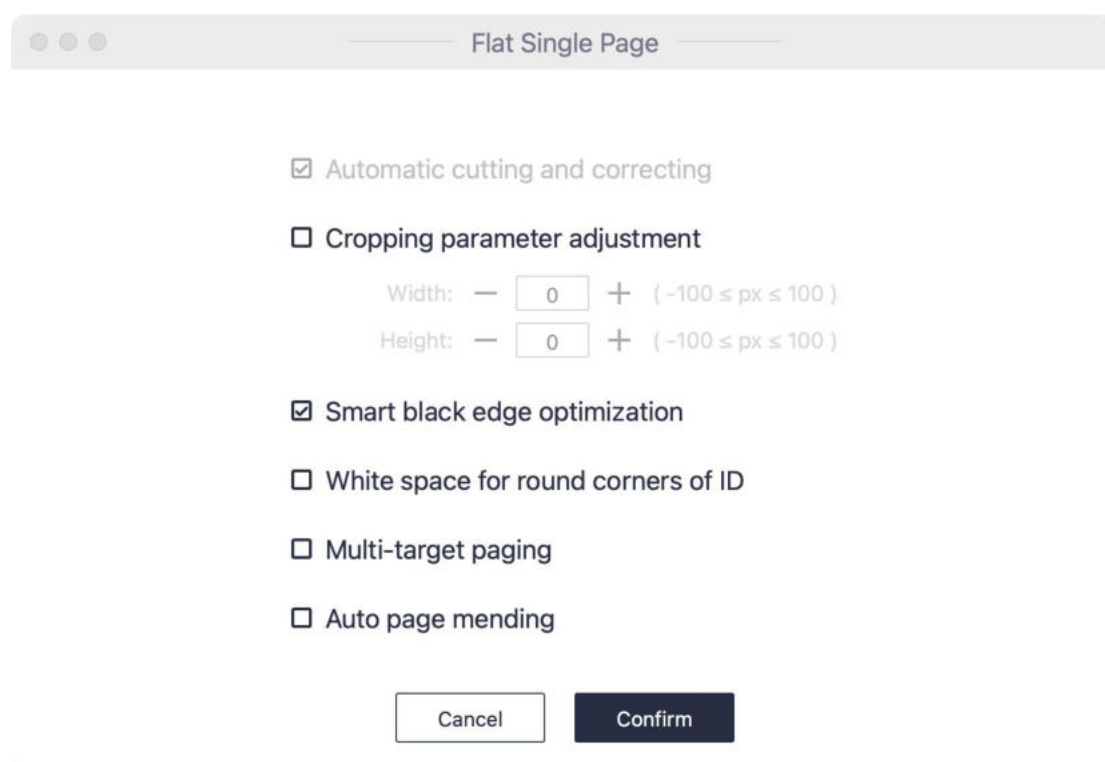 Flat Single Page
Automatic cutting and correcting
Cropping parameter adjustment
Width: — 0 + ( -100 ≤ px ≤ 100 )
Height: — 0 + ( -100 ≤ px ≤ 100 )
Smart black edge optimization
White space for round corners of ID
Multi-target paging
Auto page mending
Cancel Confirm